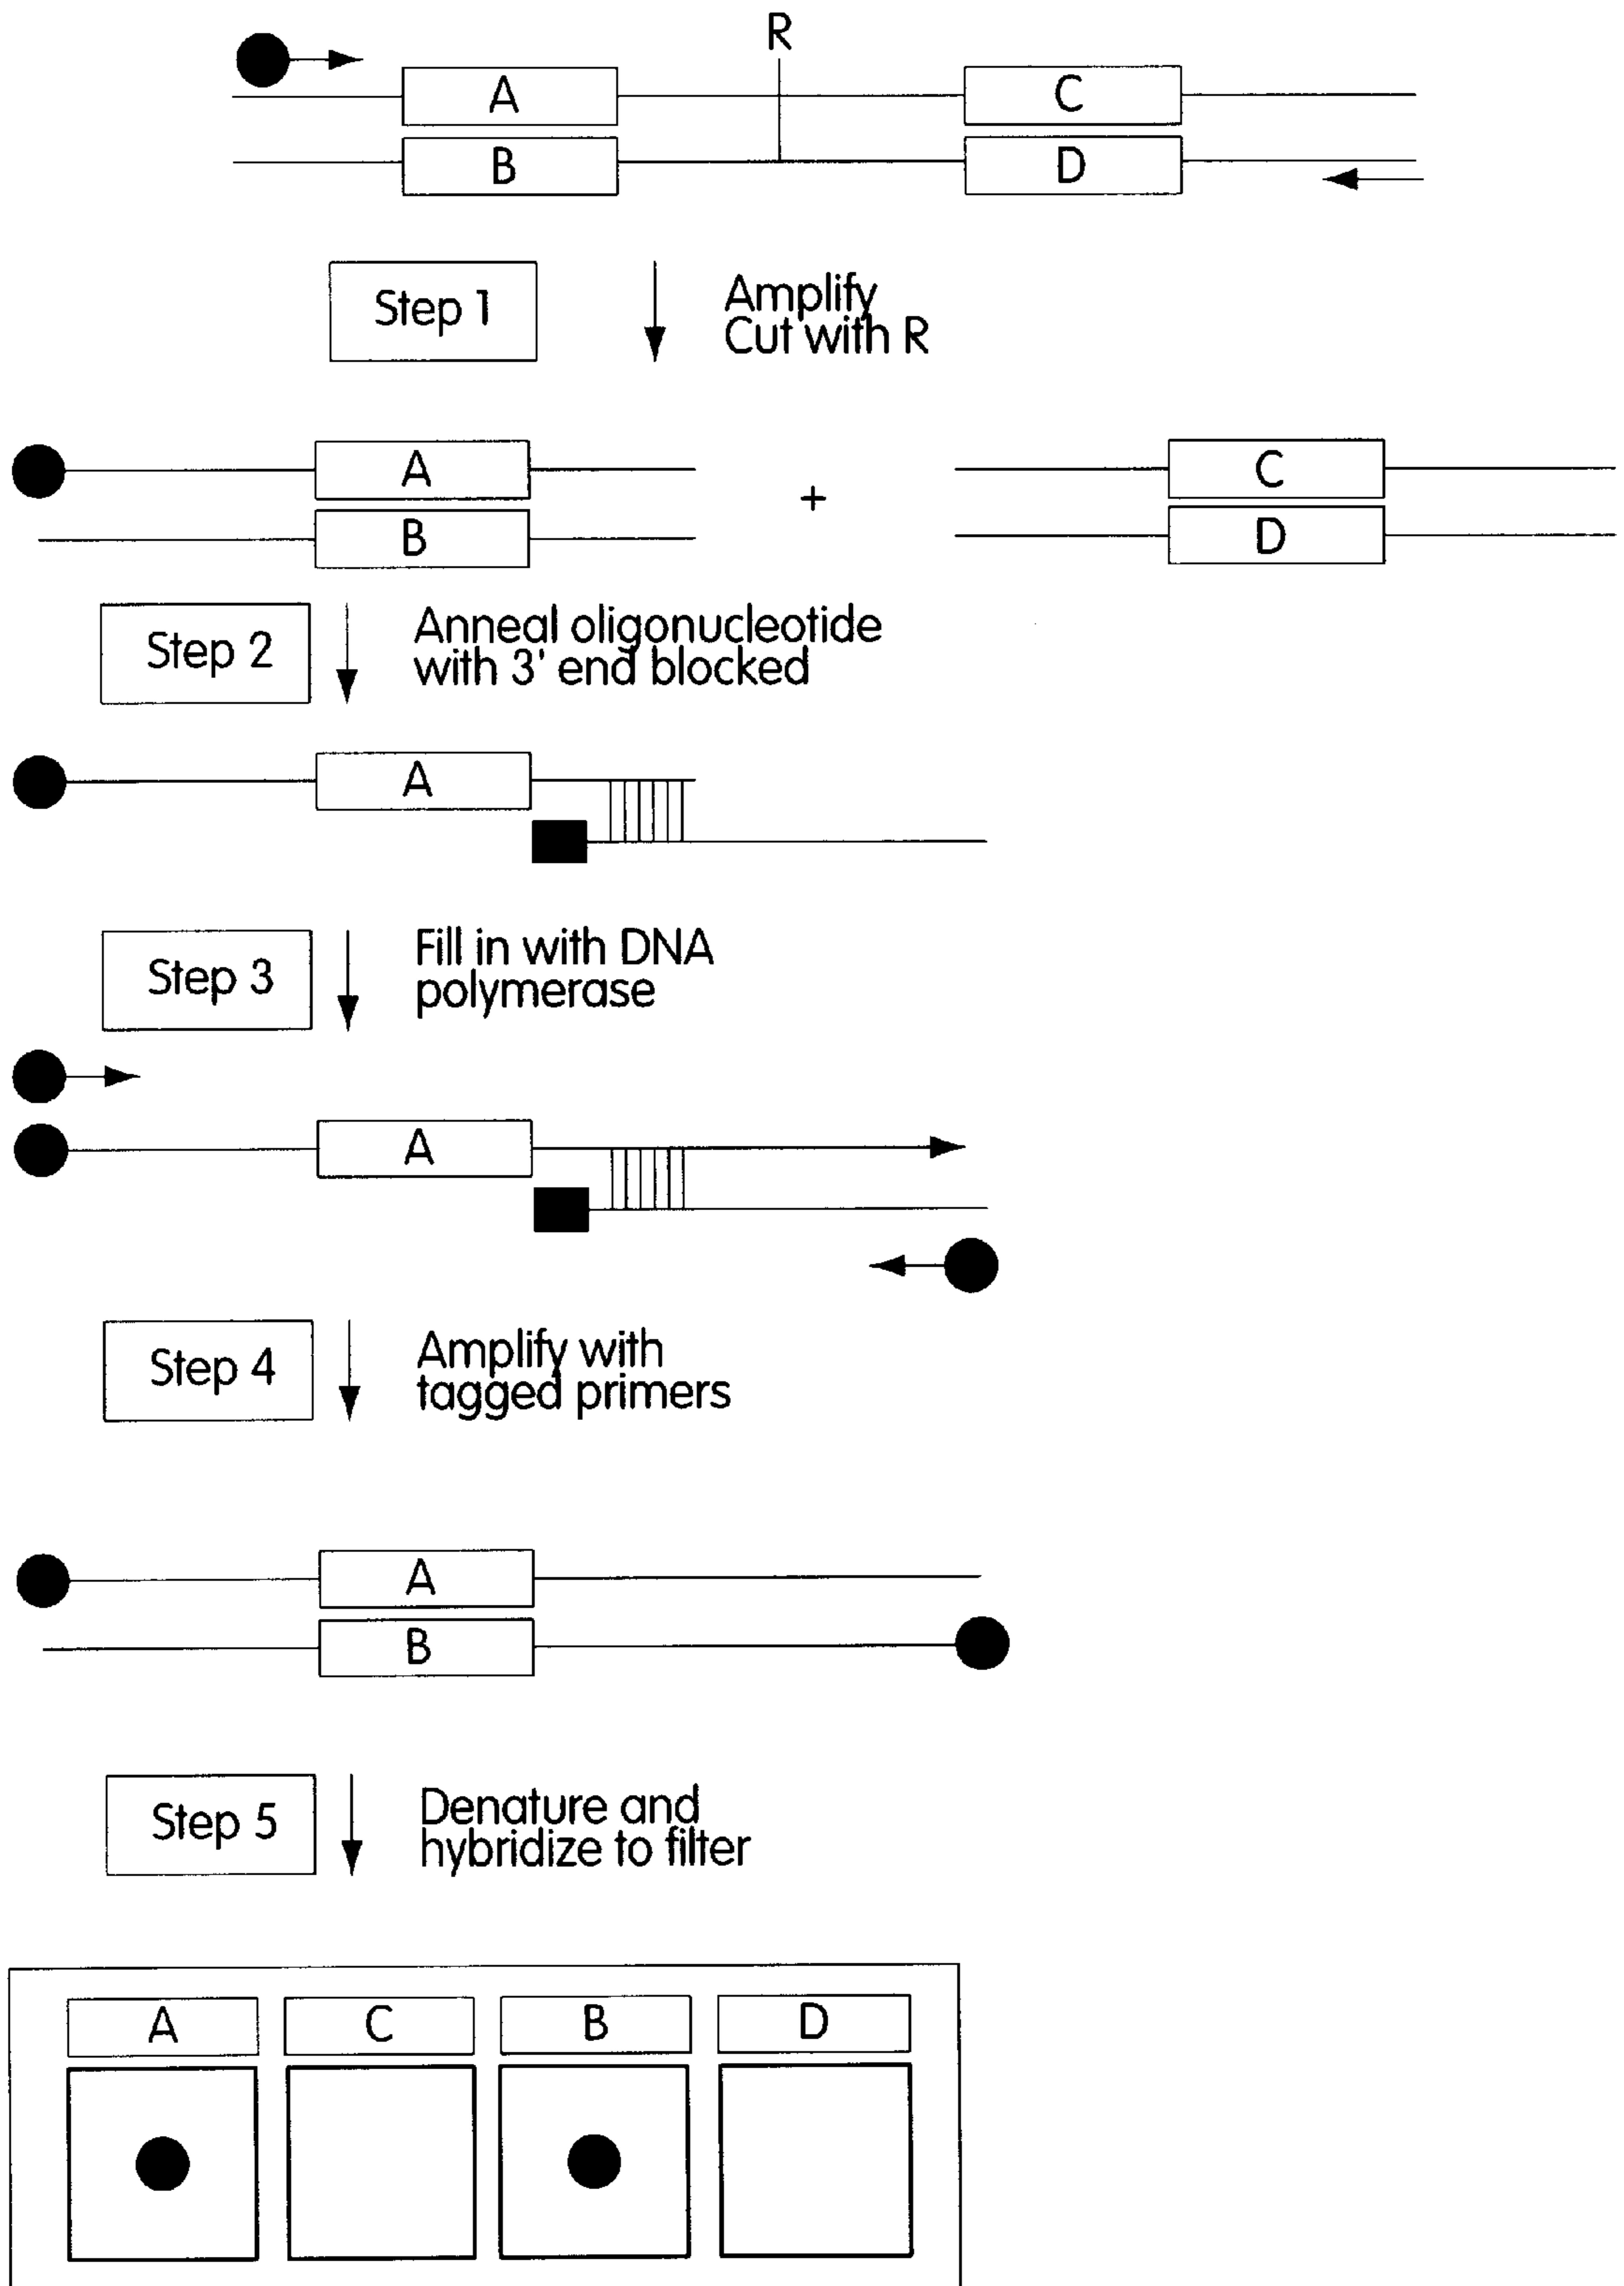 R
A
C
B
D
Step 1
Amplify
Cut with R
A
C
+
B
D
Step 2
Anneal oligonucleotide
with 3' end blocked
A
Step 3
Fill in with DNA
polymerase
A
Step 4
Amplify with
tagged primers
A
B
Step 5
Denature and
hybridize to filter
A C B D